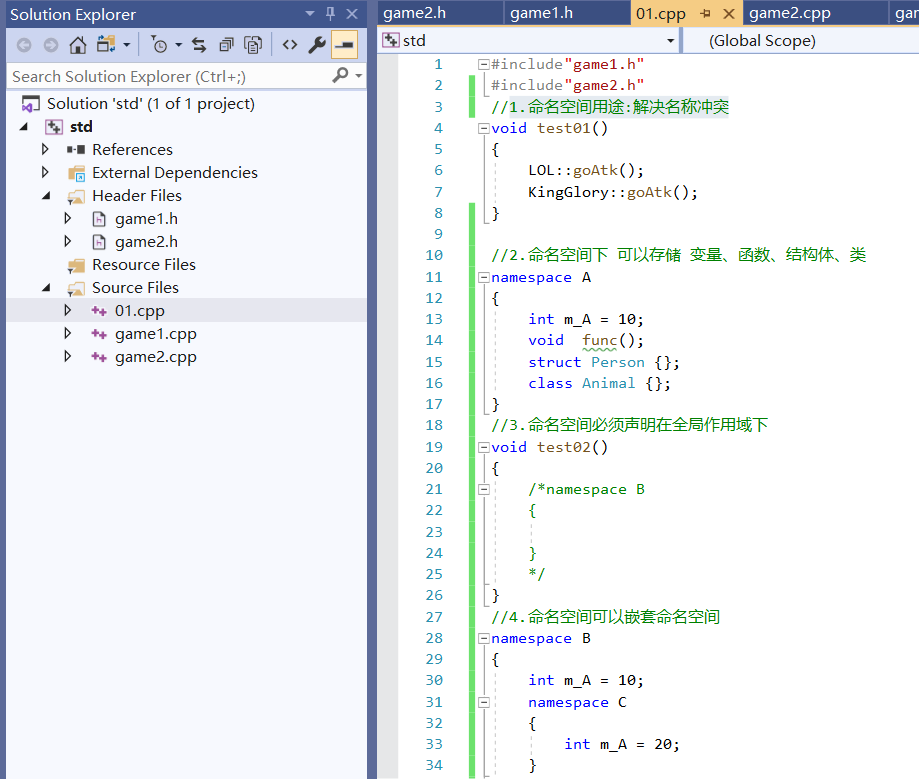 Solution Explorer
Search Solution Explorer (Ctrl+;)
Solution 'std' (1 of 1 project)
std
References
External Dependencies
Header Files
game1.h
game2.h
Resource Files
Source Files
01.cpp
game1.cpp
game2.cpp
game2.h game1.h 01.cpp game2.cpp
std (Global Scope)
1 #include"game1.h"
2 #include"game2.h"
3 //1.命名空间用途:解决名称冲突
4 void test01()
5 {
6 LOL::goAtk();
7 KingGlory::goAtk();
8 }
9
10 //2.命名空间下 可以存储 变量、函数、结构体、类
11 namespace A
12 {
13 int m_A = 10;
14 void func();
15 struct Person {};
16 class Animal {};
17 }
18 //3.命名空间必须声明在全局作用域下
19 void test02()
20 {
21 /*namespace B
22 {
23
24 }
25 */
26 }
27 //4.命名空间可以嵌套命名空间
28 namespace B
29 {
30 int m_A = 10;
31 namespace C
32 {
33 int m_A = 20;
34 }